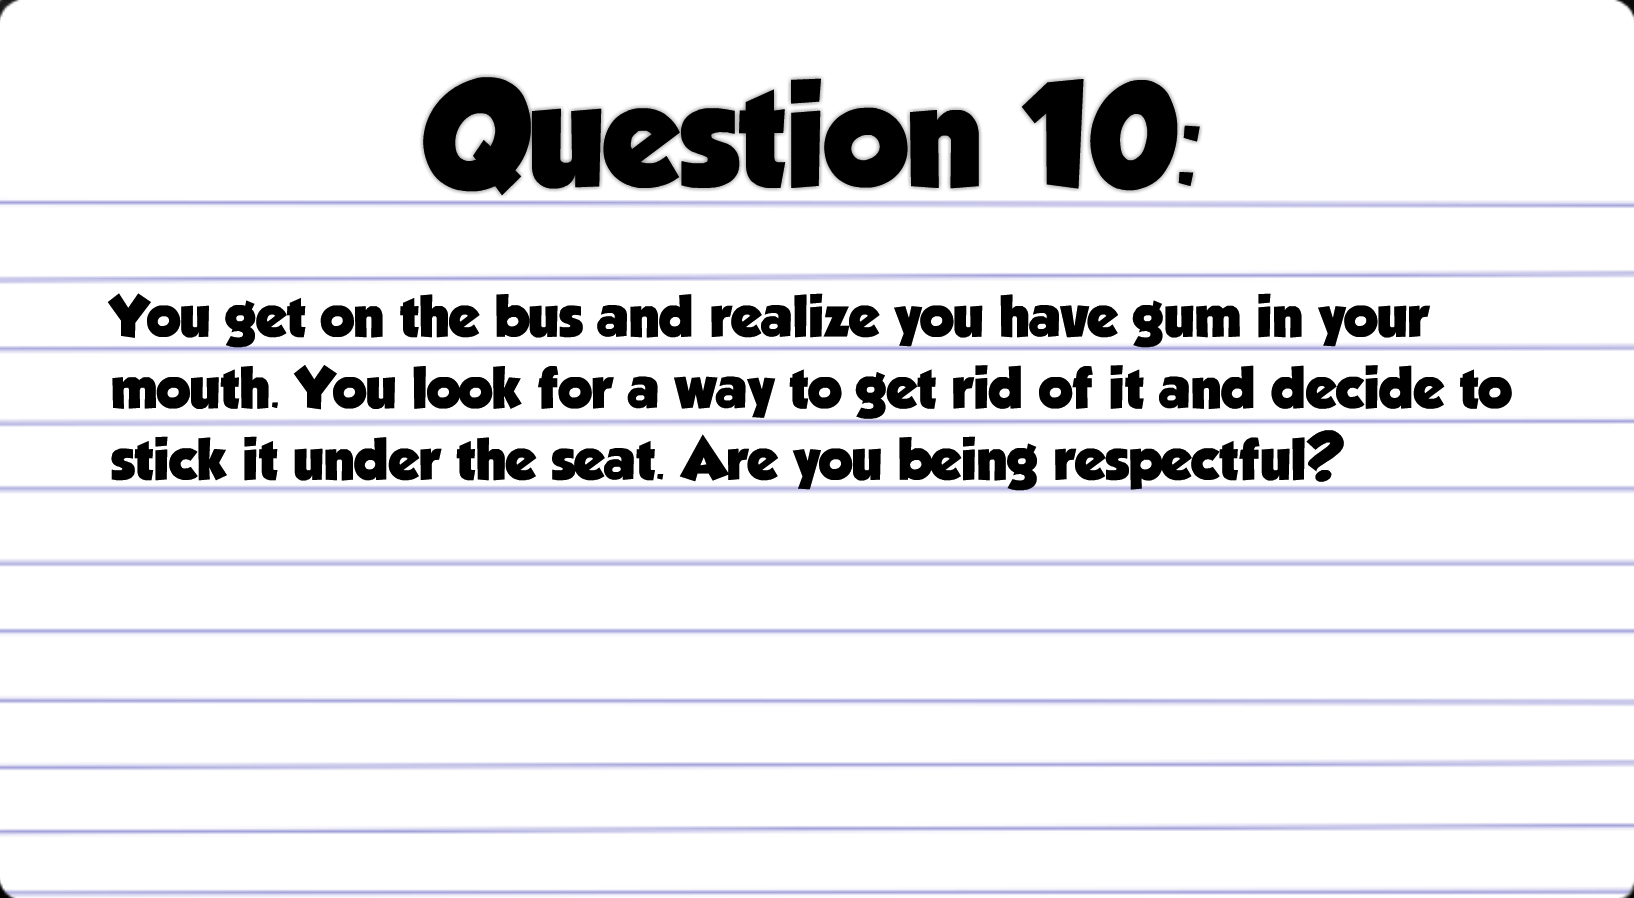 Question 10:
You get on the bus and realize you have gum in your
mouth. You look for a way to get rid of it and decide to
stick it under the seat. Are you being respectful?